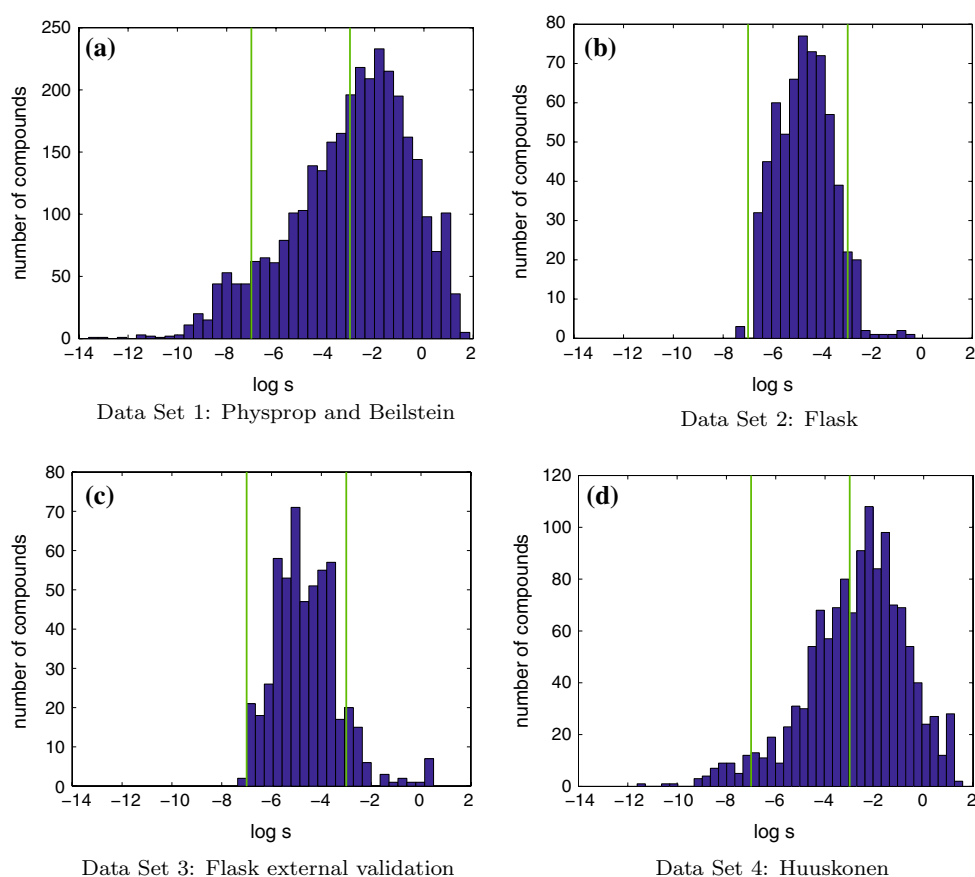 (a)
number of compounds
250
200
150
100
50
0
−14 −12 −10 −8 −6 −4 −2 0 2
log s
Data Set 1: Physprop and Beilstein
(b)
number of compounds
80
70
60
50
40
30
20
10
0
−14 −12 −10 −8 −6 −4 −2 0 2
log s
Data Set 2: Flask
(c)
number of compounds
80
70
60
50
40
30
20
10
0
−14 −12 −10 −8 −6 −4 −2 0 2
log s
Data Set 3: Flask external validation
(d)
number of compounds
120
100
80
60
40
20
0
−14 −12 −10 −8 −6 −4 −2 0 2
log s
Data Set 4: Huuskonen